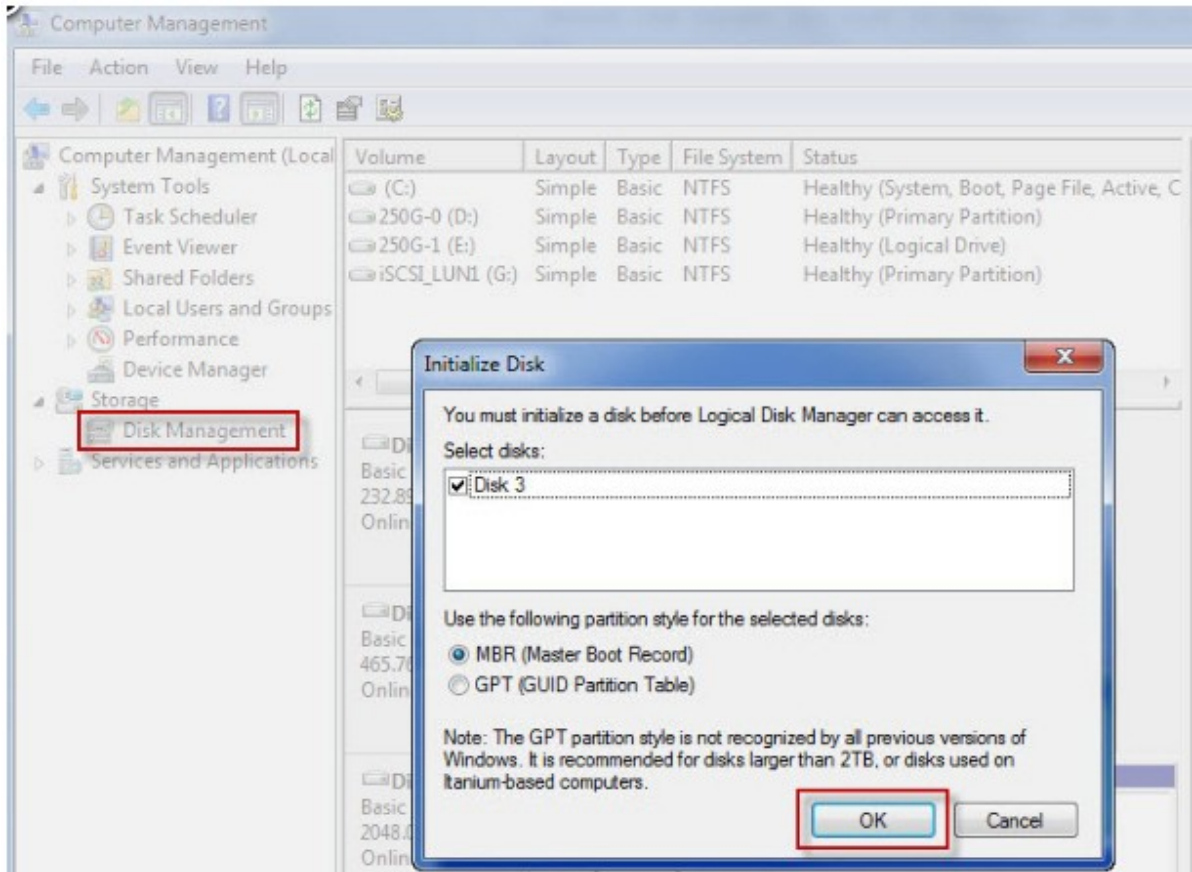 Computer Management
File Action View Help
Computer Management (Local
System Tools
Task Scheduler
Event Viewer
Shared Folders
Local Users and Groups
Performance
Device Manager
Storage
Disk Management
Services and Applications
Volume Layout Type File System Status
(C:) Simple Basic NTFS Healthy (System, Boot, Page File, Active, C
250G-0 (D:) Simple Basic NTFS Healthy (Primary Partition)
250G-1 (E:) Simple Basic NTFS Healthy (Logical Drive)
iSCSI_LUN1 (G:) Simple Basic NTFS Healthy (Primary Partition)
Di
Basic
232.89
Onlin
Di
Basic
465.76
Onlin
Di
Basic
2048.0
Onlin
Initialize Disk
You must initialize a disk before Logical Disk Manager can access it.
Select disks:
Disk 3
Use the following partition style for the selected disks:
MBR (Master Boot Record)
GPT (GUID Partition Table)
Note: The GPT partition style is not recognized by all previous versions of
Windows. It is recommended for disks larger than 2TB, or disks used on
Itanium-based computers.
OK Cancel